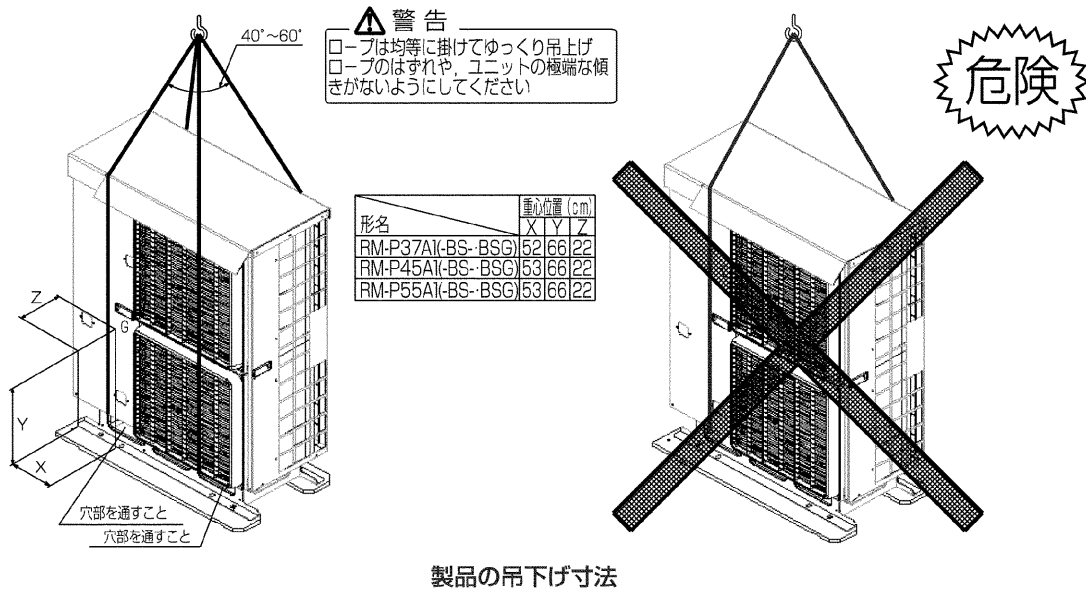 40°~60°
警告
ロープは均等に掛けてゆっくり吊上げ
ロープのはずれや，ユニットの極端な傾
きがないようにしてください
危険
形名
重心位置 (cm)
X Y Z
RM-P37A1(-BS-·BSG) 52 66 22
RM-P45A1(-BS-·BSG) 53 66 22
RM-P55A1(-BS-·BSG) 53 66 22
Z
G
Y
X
穴部を通すこと
穴部を通すこと
製品の吊下げ寸法